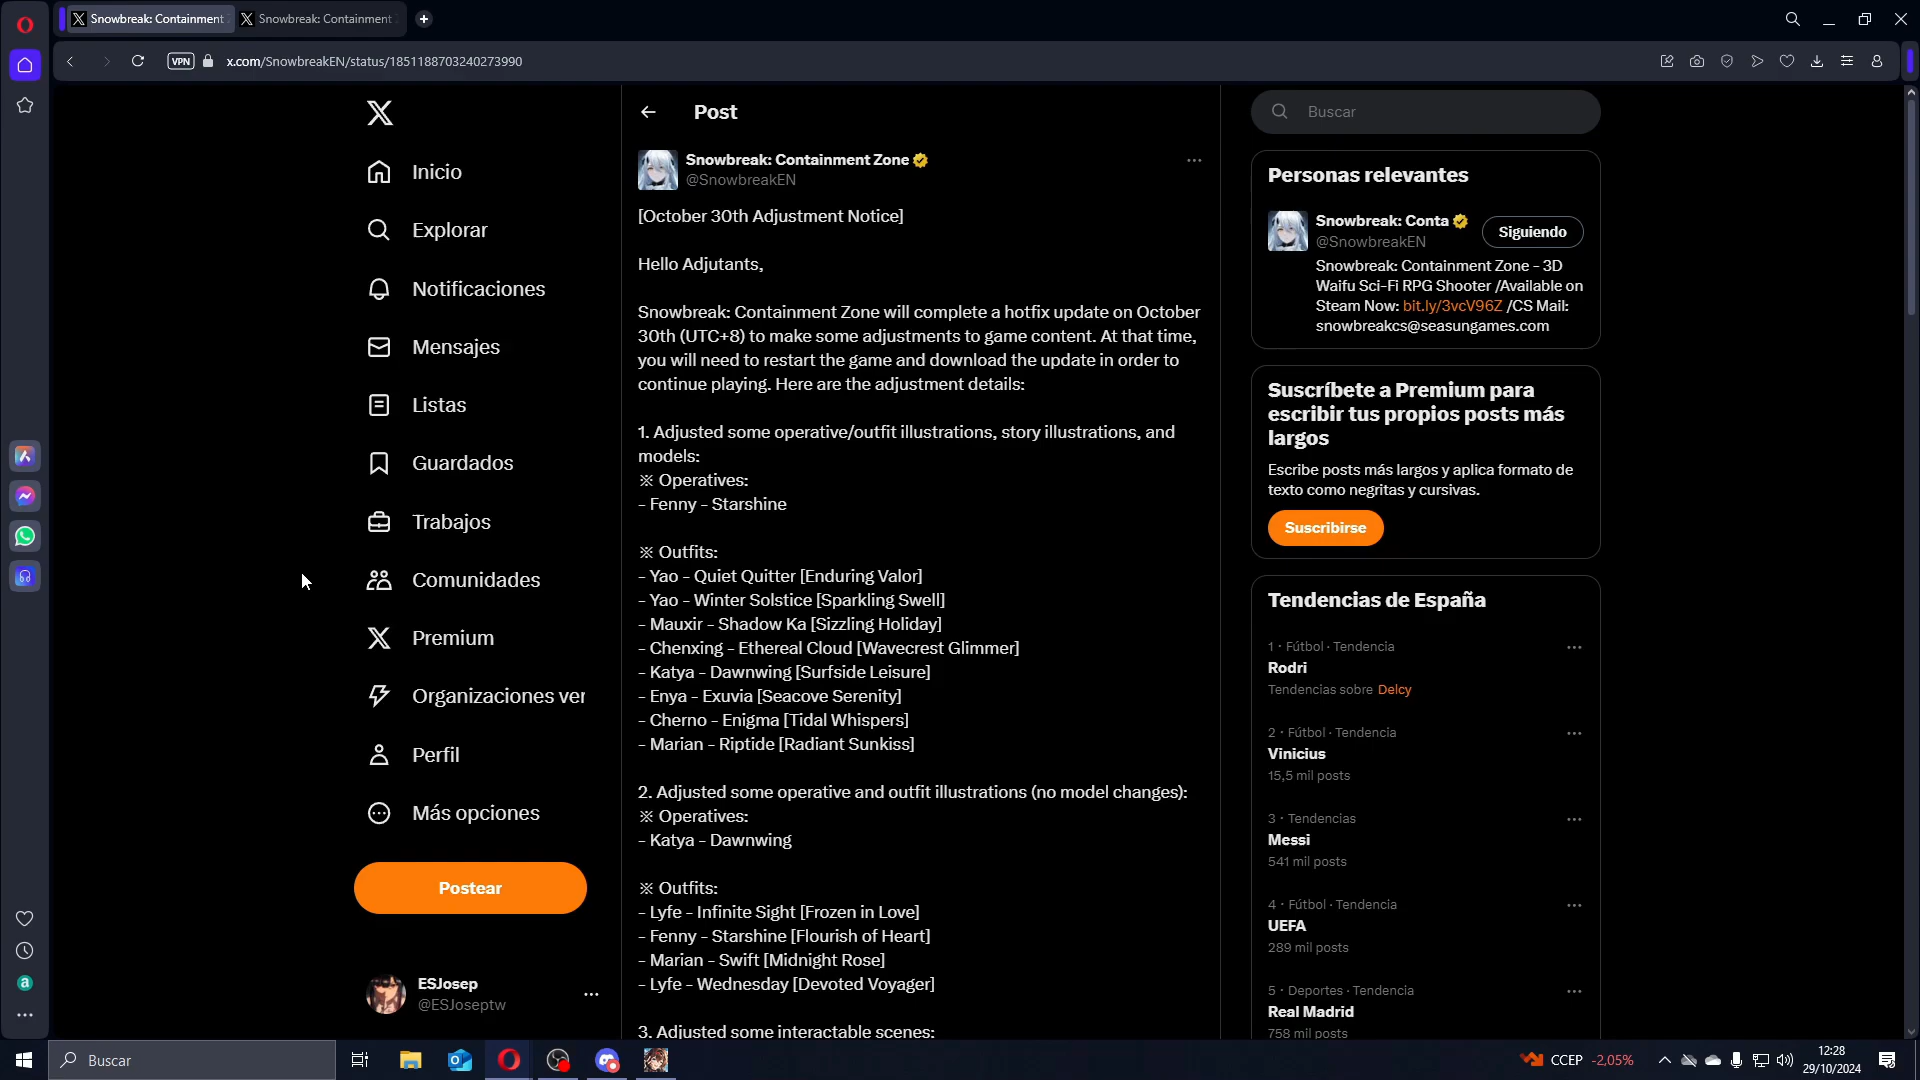 Snowbreak: Containment
Snowbreak: Containment
VPN
x.com/SnowbreakEN/status/1851188703240273990
Inicio
Explorar
Notificaciones
Mensajes
Listas
Guardados
Trabajos
Comunidades
Premium
Organizaciones ver
Perfil
Más opciones
Postear
ESJosep
@ESJoseptw
Post
Snowbreak: Containment Zone
@SnowbreakEN
[October 30th Adjustment Notice]
Hello Adjutants,
Snowbreak: Containment Zone will complete a hotfix update on October
30th (UTC+8) to make some adjustments to game content. At that time,
you will need to restart the game and download the update in order to
continue playing. Here are the adjustment details:
1. Adjusted some operative/outfit illustrations, story illustrations, and
models:
※ Operatives:
- Fenny - Starshine
※ Outfits:
- Yao - Quiet Quitter [Enduring Valor]
- Yao - Winter Solstice [Sparkling Swell]
- Mauxir - Shadow Ka [Sizzling Holiday]
- Chenxing - Ethereal Cloud [Wavecrest Glimmer]
- Katya - Dawnwing [Surfside Leisure]
- Enya - Exuvia [Seacove Serenity]
- Cherno - Enigma [Tidal Whispers]
- Marian - Riptide [Radiant Sunkiss]
2. Adjusted some operative and outfit illustrations (no model changes):
※ Operatives:
- Katya - Dawnwing
※ Outfits:
- Lyfe - Infinite Sight [Frozen in Love]
- Fenny - Starshine [Flourish of Heart]
- Marian - Swift [Midnight Rose]
- Lyfe - Wednesday [Devoted Voyager]
3. Adjusted some interactable scenes:
Buscar
Personas relevantes
Snowbreak: Conta
@SnowbreakEN
Siguiendo
Snowbreak: Containment Zone - 3D
Waifu Sci-Fi RPG Shooter /Available on
Steam Now: bit.ly/3vcV96Z /CS Mail:
snowbreakcs@seasungames.com
Suscríbete a Premium para
escribir tus propios posts más
largos
Escribe posts más largos y aplica formato de
texto como negritas y cursivas.
Suscribirse
Tendencias de España
1 · Fútbol · Tendencia
Rodri
Tendencias sobre Delcy
2 · Fútbol · Tendencia
Vinicius
15,5 mil posts
3 · Tendencias
Messi
541 mil posts
4 · Fútbol · Tendencia
UEFA
289 mil posts
5 · Deportes · Tendencia
Real Madrid
758 mil posts
Buscar
CCEP -2,05%
12:28
29/10/2024